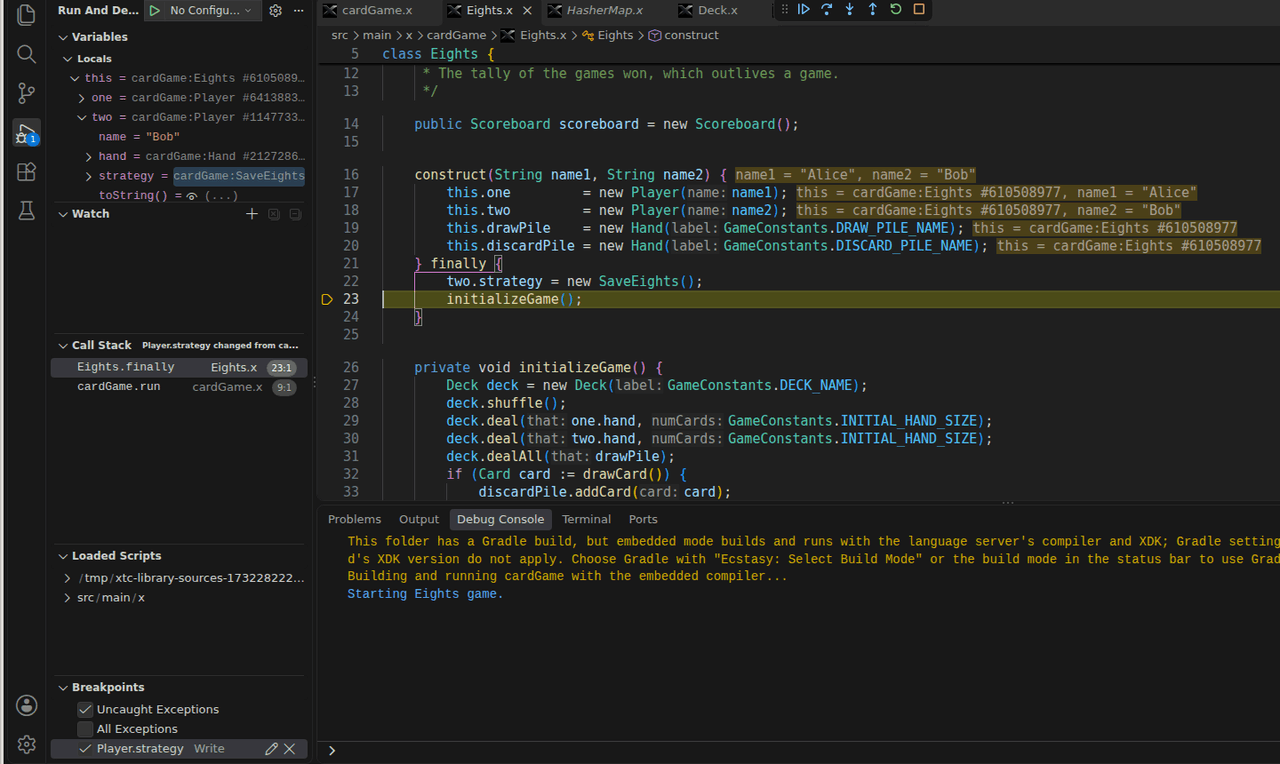 Run And De...
No Configu...
Variables
Locals
this = cardGame:Eights #6105089...
one = cardGame:Player #6413883...
two = cardGame:Player #1147733...
name = "Bob"
hand = cardGame:Hand #2127286...
strategy = cardGame:SaveEights
toString() = (...)
Watch
Call Stack Player.strategy changed from ca...
Eights.finally Eights.x 23:1
cardGame.run cardGame.x 9:1
Loaded Scripts
/tmp/xtc-library-sources-173228222...
src/main/x
Breakpoints
Uncaught Exceptions
All Exceptions
Player.strategy Write
1
cardGame.x Eights.x HasherMap.x Deck.x
src > main > x > cardGame > Eights.x > Eights > construct
5 class Eights {
12 * The tally of the games won, which outlives a game.
13 */
14 public Scoreboard scoreboard = new Scoreboard();
15
16 construct(String name1, String name2) { name1 = "Alice", name2 = "Bob"
17 this.one = new Player(name: name1); this = cardGame:Eights #610508977, name1 = "Alice"
18 this.two = new Player(name: name2); this = cardGame:Eights #610508977, name2 = "Bob"
19 this.drawPile = new Hand(label: GameConstants.DRAW_PILE_NAME); this = cardGame:Eights #610508977
20 this.discardPile = new Hand(label: GameConstants.DISCARD_PILE_NAME); this = cardGame:Eights #610508977
21 } finally {
22 two.strategy = new SaveEights();
23 initializeGame();
24 }
25
26 private void initializeGame() {
27 Deck deck = new Deck(label: GameConstants.DECK_NAME);
28 deck.shuffle();
29 deck.deal(that: one.hand, numCards: GameConstants.INITIAL_HAND_SIZE);
30 deck.deal(that: two.hand, numCards: GameConstants.INITIAL_HAND_SIZE);
31 deck.dealAll(that: drawPile);
32 if (Card card := drawCard()) {
33 discardPile.addCard(card: card);
Problems Output Debug Console Terminal Ports
This folder has a Gradle build, but embedded mode builds and runs with the language server's compiler and XDK; Gradle setting
d's XDK version do not apply. Choose Gradle with "Ecstasy: Select Build Mode" or the build mode in the status bar to use Grad
Building and running cardGame with the embedded compiler...
Starting Eights game.